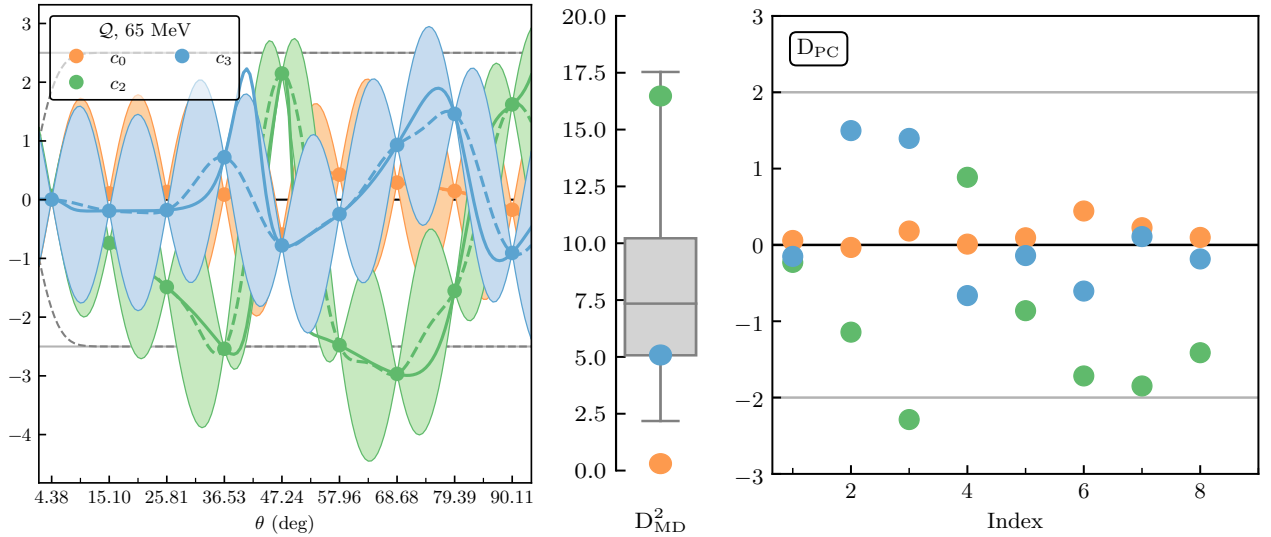 3
2
1
0
−1
−2
−3
−4
𝒬, 65 MeV
c₀ c₃
c₂
4.38 15.10 25.81 36.53 47.24 57.96 68.68 79.39 90.11
θ (deg)
20.0
17.5
15.0
12.5
10.0
7.5
5.0
2.5
0.0
D²_MD
3
2
1
0
−1
−2
−3
D_PC
2 4 6 8
Index